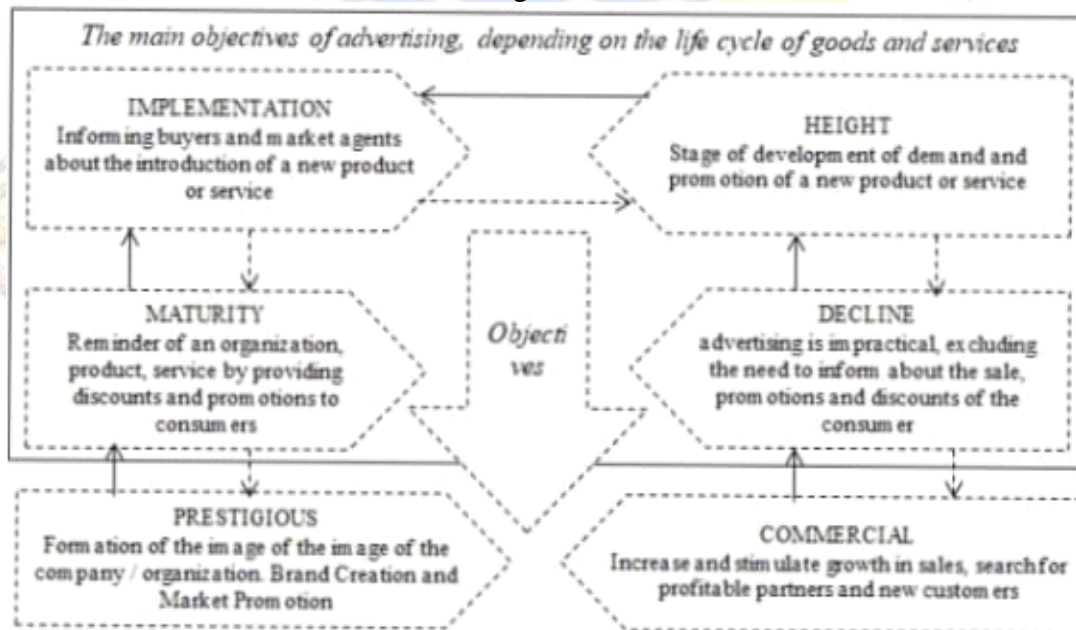 The main objectives of advertising, depending on the life cycle of goods and services
IMPLEMENTATION
Informing buyers and market agents
about the introduction of a new product
or service
HEIGHT
Stage of development of demand and
promotion of a new product or service
MATURITY
Reminder of an organization,
product, service by providing
discounts and promotions to
consumers
Objecti
ves
DECLINE
advertising is impractical, excluding
the need to inform about the sale,
promotions and discounts of the
consumer
PRESTIGIOUS
Formation of the image of the image of the
company / organization. Brand Creation and
Market Promotion
COMMERCIAL
Increase and stimulate growth in sales, search for
profitable partners and new customers